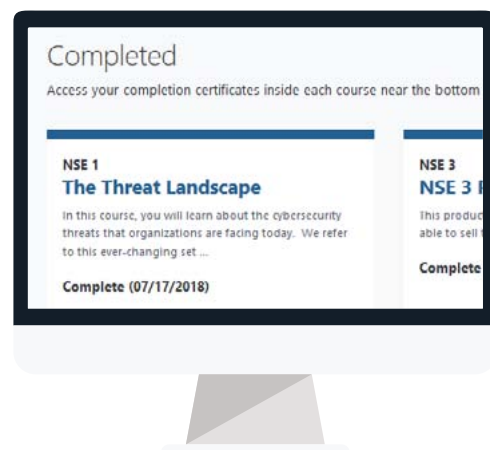 Completed
Access your completion certificates inside each course near the bottom
NSE 1
The Threat Landscape
In this course, you will learn about the cybersecurity
threats that organizations are facing today. We refer
to this ever-changing set ...
Complete (07/17/2018)
NSE 3
NSE 3
This produc
able to sell
Complete